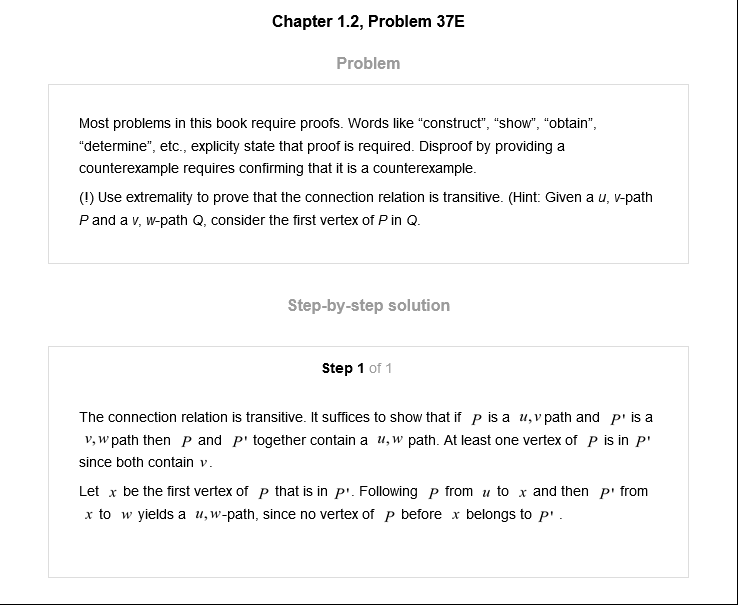 Chapter 1.2, Problem 37E
Problem
Most problems in this book require proofs. Words like “construct”, “show”, “obtain”,
“determine”, etc., explicity state that proof is required. Disproof by providing a
counterexample requires confirming that it is a counterexample.
(!) Use extremality to prove that the connection relation is transitive. (Hint: Given a u, v-path
P and a v, w-path Q, consider the first vertex of P in Q.
Step-by-step solution
Step 1 of 1
The connection relation is transitive. It suffices to show that if P is a u,v path and P' is a
v,w path then P and P' together contain a u,w path. At least one vertex of P is in P'
since both contain v.
Let x be the first vertex of P that is in P'. Following P from u to x and then P' from
x to w yields a u,w-path, since no vertex of P before x belongs to P' .